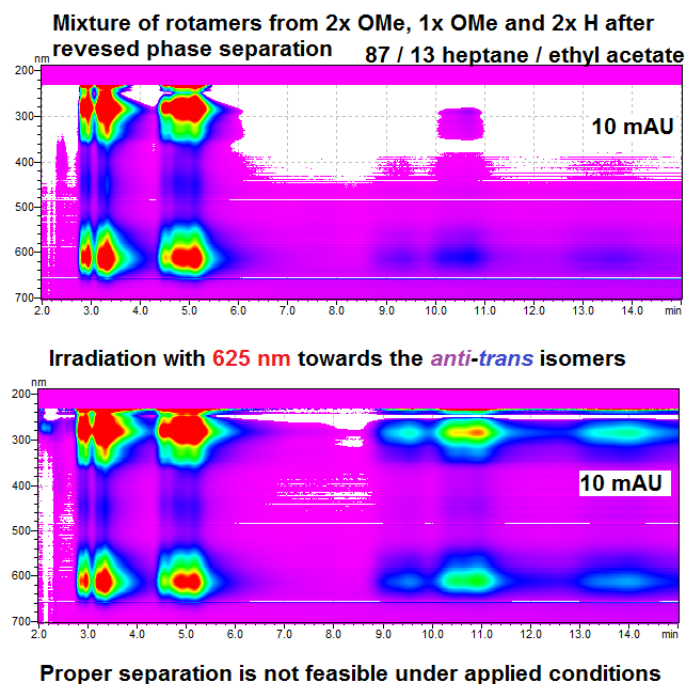 Mixture of rotamers from 2x OMe, 1x OMe and 2x H after
revesed phase separation 87 / 13 heptane / ethyl acetate
nm
200
300
400
500
600
700
10 mAU
2.0 3.0 4.0 5.0 6.0 7.0 8.0 9.0 10.0 11.0 12.0 13.0 14.0 min
Irradiation with 625 nm towards the anti-trans isomers
nm
200
300
400
500
600
700
10 mAU
2.0 3.0 4.0 5.0 6.0 7.0 8.0 9.0 10.0 11.0 12.0 13.0 14.0 min
Proper separation is not feasible under applied conditions